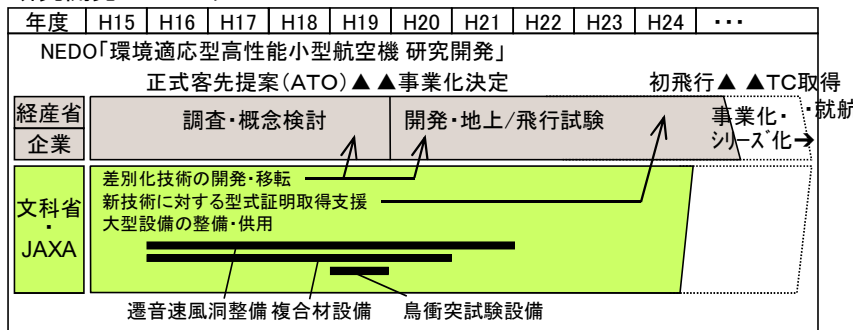 年度 H15 H16 H17 H18 H19 H20 H21 H22 H23 H24 ・・・
NEDO「環境適応型高性能小型航空機 研究開発」
正式客先提案(ATO)▲ ▲事業化決定 初飛行▲ ▲TC取得
・就航
経産省
企業
調査・概念検討
開発・地上/飛行試験
事業化・
シリーズ化→
文科省
・
JAXA
差別化技術の開発・移転
新技術に対する型式証明取得支援
大型設備の整備・供用
遷音速風洞整備 複合材設備 鳥衝突試験設備